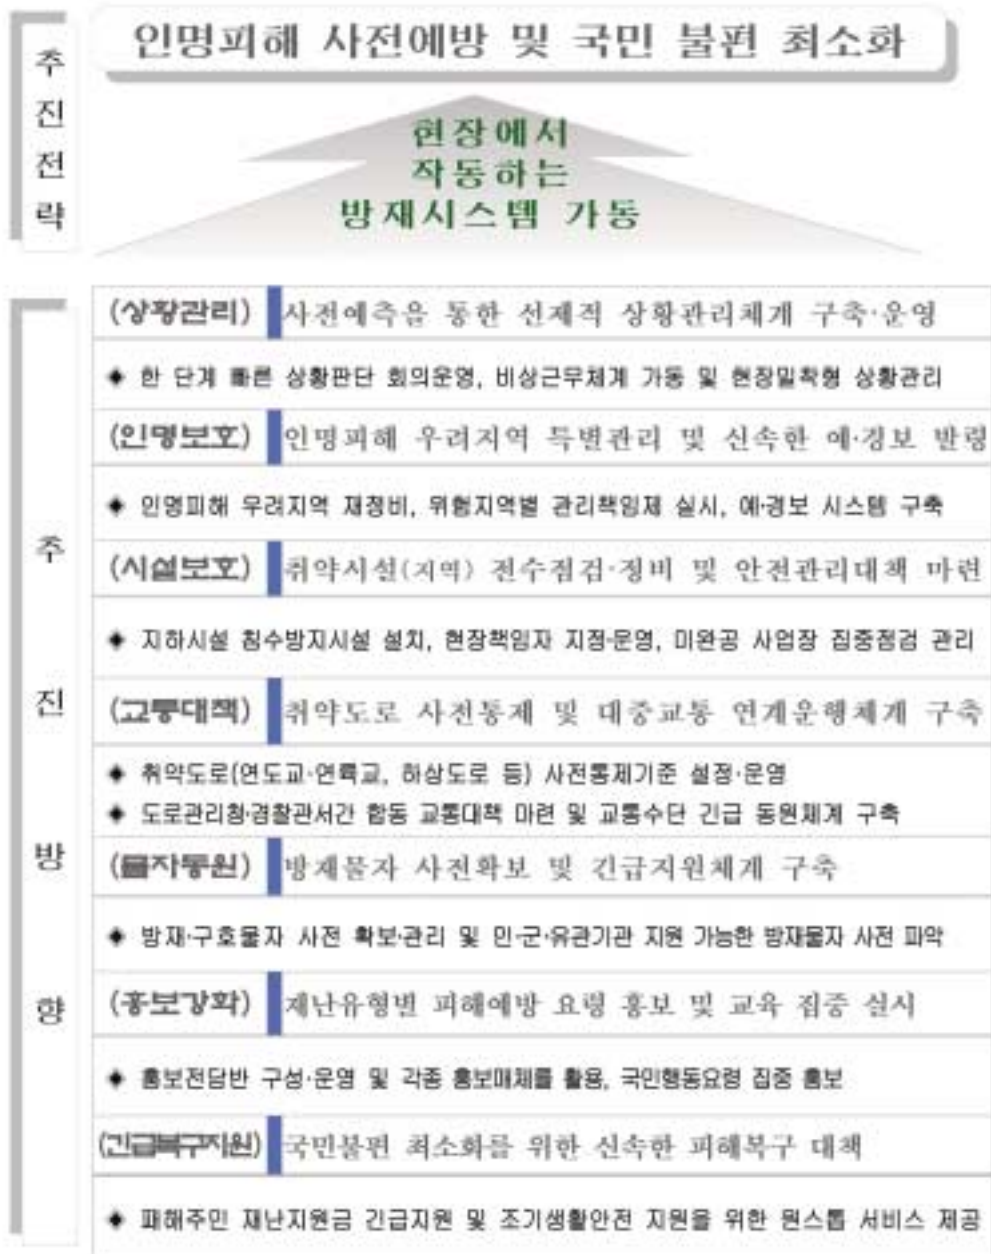 추진전략
인명피해 사전예방 및 국민 불편 최소화
현장에서
작동하는
방재시스템 가동
추진방향
(상황관리) 사전예측을 통한 선제적 상황관리체계 구축·운영
◆ 한 단계 빠른 상황판단 회의운영, 비상근무체계 가동 및 현장밀착형 상황관리
(인명보호) 인명피해 우려지역 특별관리 및 신속한 예·경보 발령
◆ 인명피해 우려지역 재정비, 위험지역별 관리책임제 실시, 예·경보 시스템 구축
(시설보호) 취약시설(지역) 전수점검·정비 및 안전관리대책 마련
◆ 지하시설 침수방지시설 설치, 현장책임자 지정·운영, 미완공 사업장 집중점검 관리
(교통대책) 취약도로 사전통제 및 대중교통 연계운행체계 구축
◆ 취약도로(연도교·연륙교, 하상도로 등) 사전통제기준 설정·운영
◆ 도로관리청·경찰관서간 합동 교통대책 마련 및 교통수단 긴급 동원체계 구축
(물자동원) 방재물자 사전확보 및 긴급지원체계 구축
◆ 방재·구호물자 사전 확보·관리 및 민·군·유관기관 지원 가능한 방재물자 사전 파악
(홍보강화) 재난유형별 피해예방 요령 홍보 및 교육 집중 실시
◆ 홍보전담반 구성·운영 및 각종 홍보매체를 활용, 국민행동요령 집중 홍보
(긴급복구지원) 국민불편 최소화를 위한 신속한 피해복구 대책
◆ 패해주민 재난지원금 긴급지원 및 조기생활안전 지원을 위한 원스톱 서비스 제공